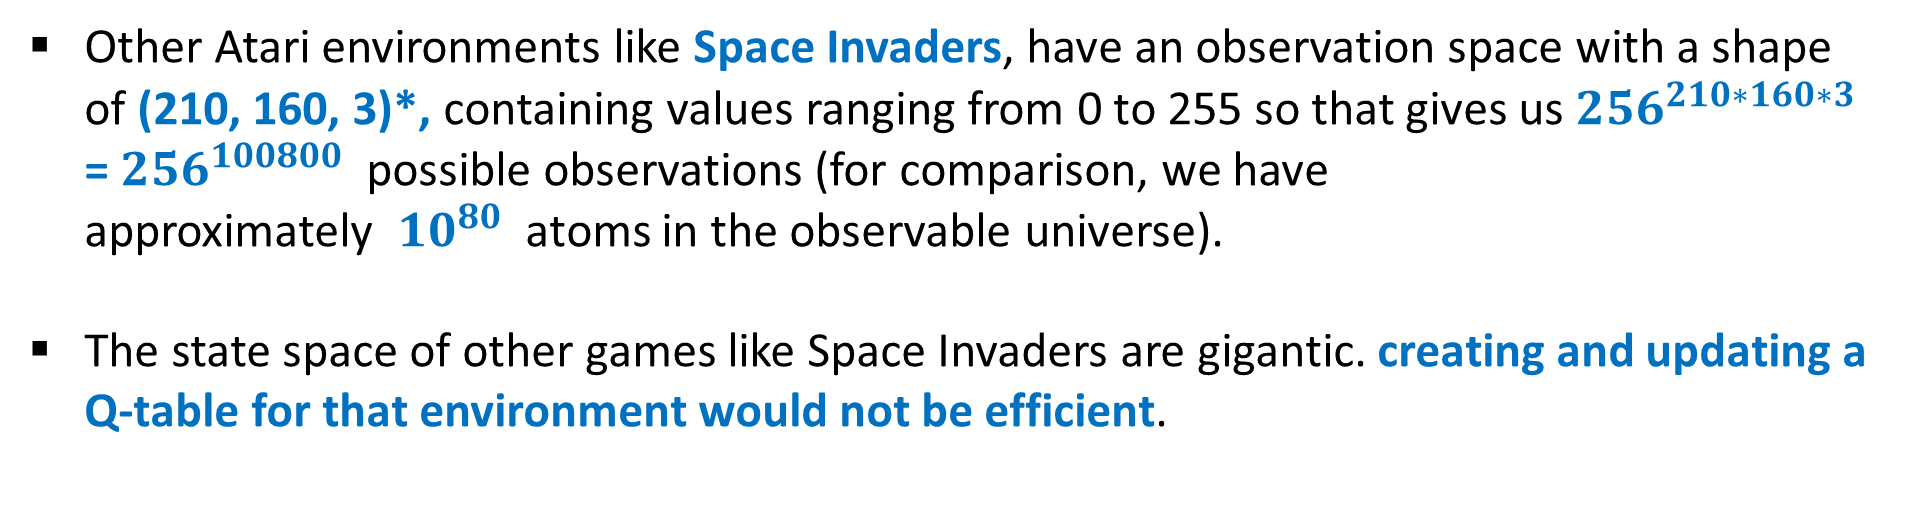 ▪ Other Atari environments like Space Invaders, have an observation space with a shape
of (210, 160, 3)*, containing values ranging from 0 to 255 so that gives us 256^{210*160*3}
= 256^{100800} possible observations (for comparison, we have
approximately 10^{80} atoms in the observable universe).
▪ The state space of other games like Space Invaders are gigantic. creating and updating a
Q-table for that environment would not be efficient.